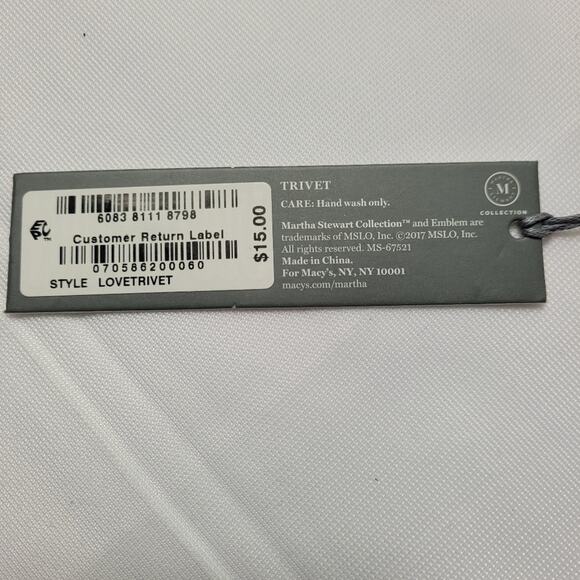 6083 8111 8798
Customer Return Label
070586200060
STYLE LOVETRIVET
$15.00
TRIVET
CARE: Hand wash only.
Martha Stewart Collection™ and Emblem are
trademarks of MSLO, Inc. ©2017 MSLO, Inc.
All rights reserved. MS-67521
Made in China.
For Macy's, NY, NY 10001
macys.com/martha
M
COLLECTION